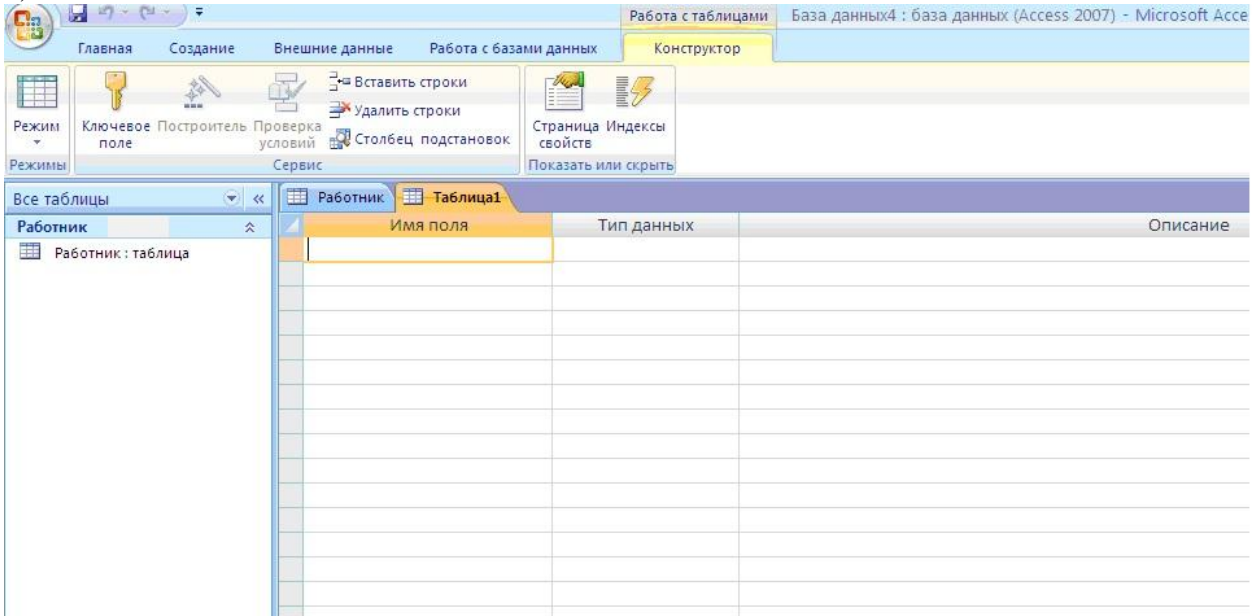 Работа с таблицами База данных4 : база данных (Access 2007) - Microsoft Acce
Главная Создание Внешние данные Работа с базами данных Конструктор
Режим
Ключевое поле
Построитель
Проверка условий
Вставить строки
Удалить строки
Столбец подстановок
Страница свойств
Индексы
Режимы Сервис Показать или скрыть
Все таблицы
Работник
Работник : таблица
Работник Таблица1
Имя поля Тип данных Описание